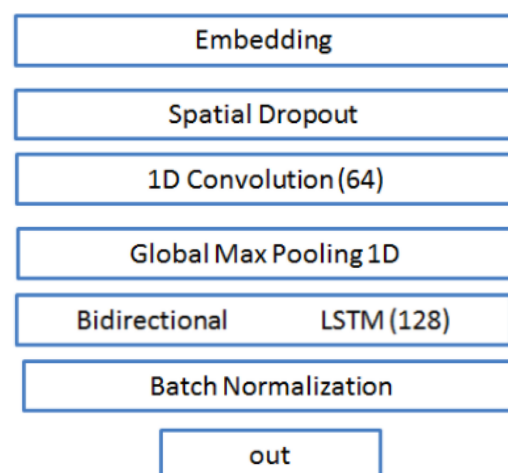 Embedding
Spatial Dropout
1D Convolution (64)
Global Max Pooling 1D
Bidirectional LSTM (128)
Batch Normalization
out